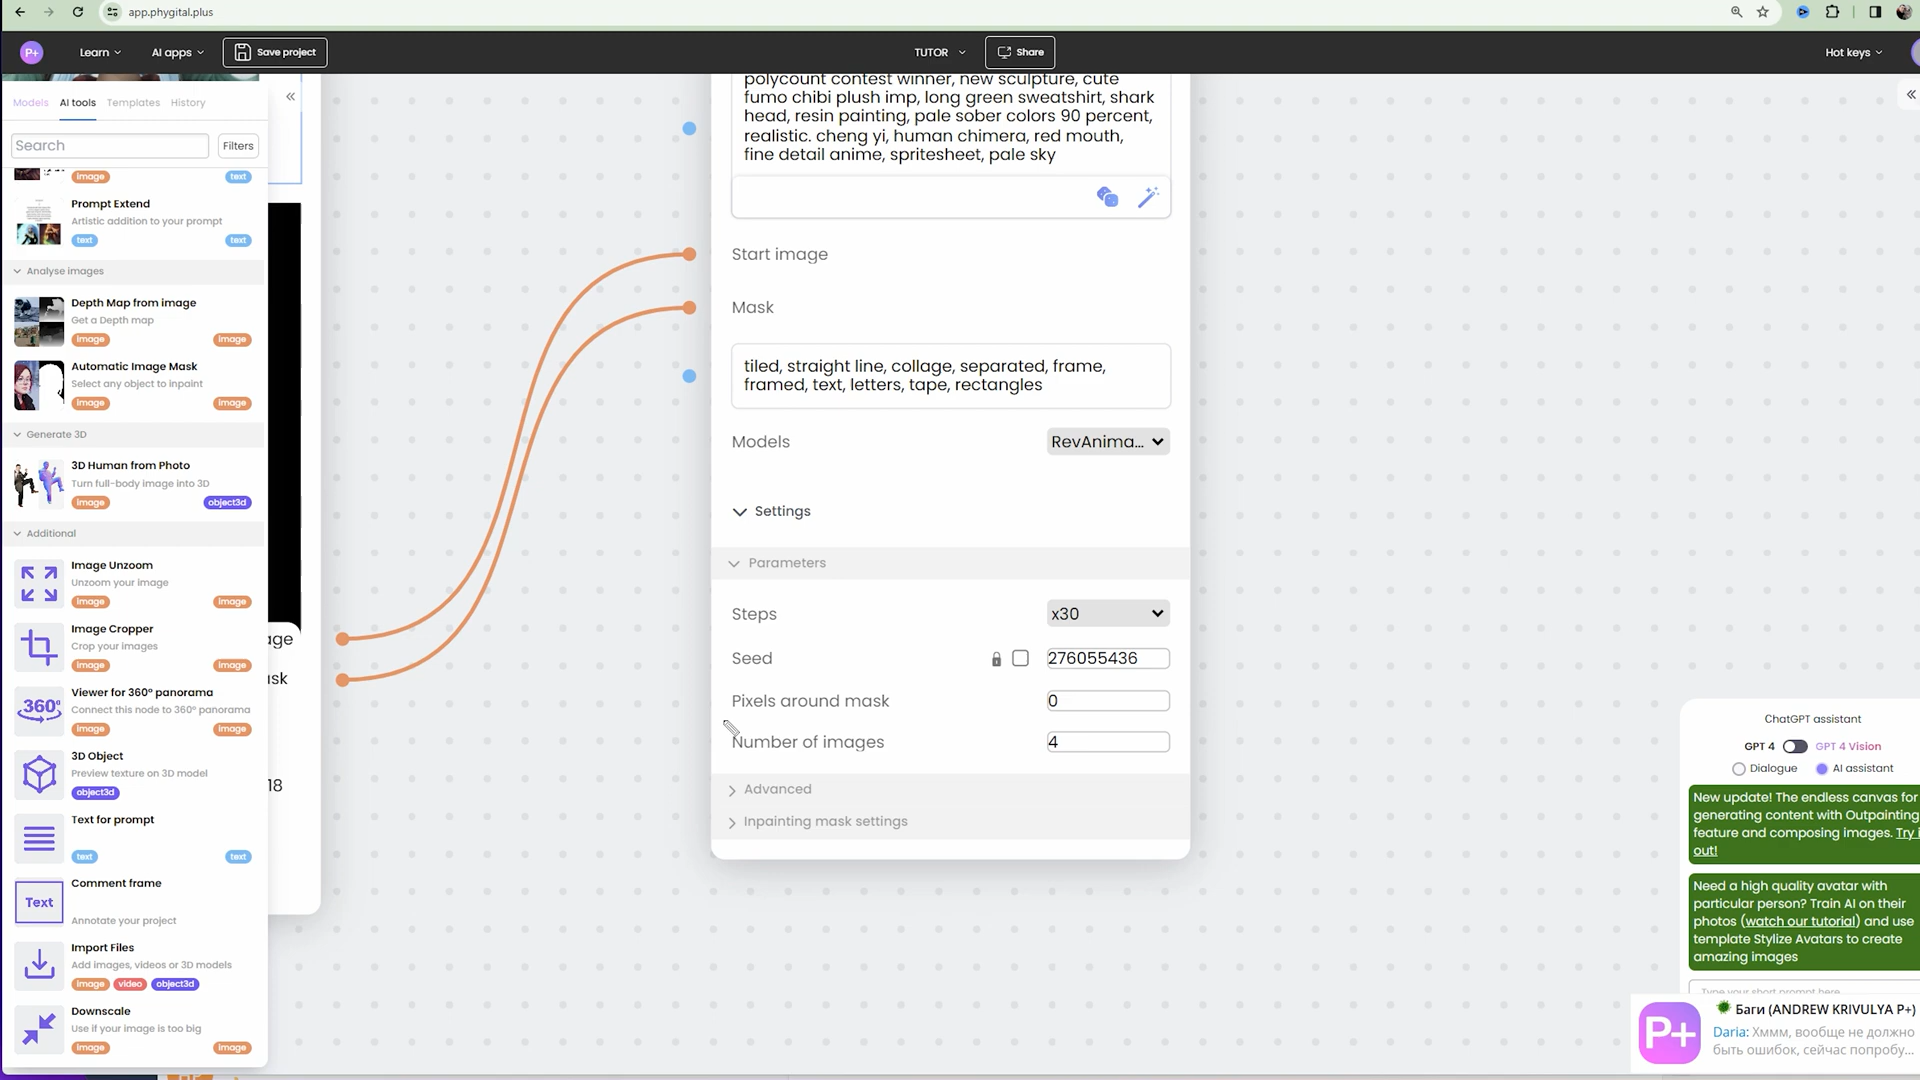 app.phygital.plus
P+
Learn
AI apps
Save project
TUTOR
Share
Hot keys
Models
AI tools
Templates
History
Search
Filters
image
text
Prompt Extend
Artistic addition to your prompt
text
text
Analyse images
Depth Map from image
Get a Depth map
image
image
Automatic Image Mask
Select any object to inpaint
image
image
Generate 3D
3D Human from Photo
Turn full-body image into 3D
image
object3d
Additional
Image Unzoom
Unzoom your image
image
image
Image Cropper
Crop your images
image
image
360°
Viewer for 360° panorama
Connect this node to 360° panorama
image
image
3D Object
Preview texture on 3D model
object3d
Text for prompt
text
text
Text
Comment frame
Annotate your project
Import Files
Add images, videos or 3D models
image
video
object3d
Downscale
Use if your image is too big
image
image
age
ask
18
polycount contest winner, new sculpture, cute
fumo chibi plush imp, long green sweatshirt, shark
head, resin painting, pale sober colors 90 percent,
realistic. cheng yi, human chimera, red mouth,
fine detail anime, spritesheet, pale sky
Start image
Mask
tiled, straight line, collage, separated, frame,
framed, text, letters, tape, rectangles
Models
RevAnima...
Settings
Parameters
Steps
x30
Seed
276055436
Pixels around mask
0
Number of images
4
Advanced
Inpainting mask settings
ChatGPT assistant
GPT 4
GPT 4 Vision
Dialogue
AI assistant
New update! The endless canvas for
generating content with Outpainting
feature and composing images. Try i
out!
Need a high quality avatar with
particular person? Train AI on their
photos (watch our tutorial) and use
template Stylize Avatars to create
amazing images
Type your short prompt here
P+
Баги (ANDREW KRIVULYA P+)
Daria: Хммм, вообще не должно
быть ошибок, сейчас попробу...